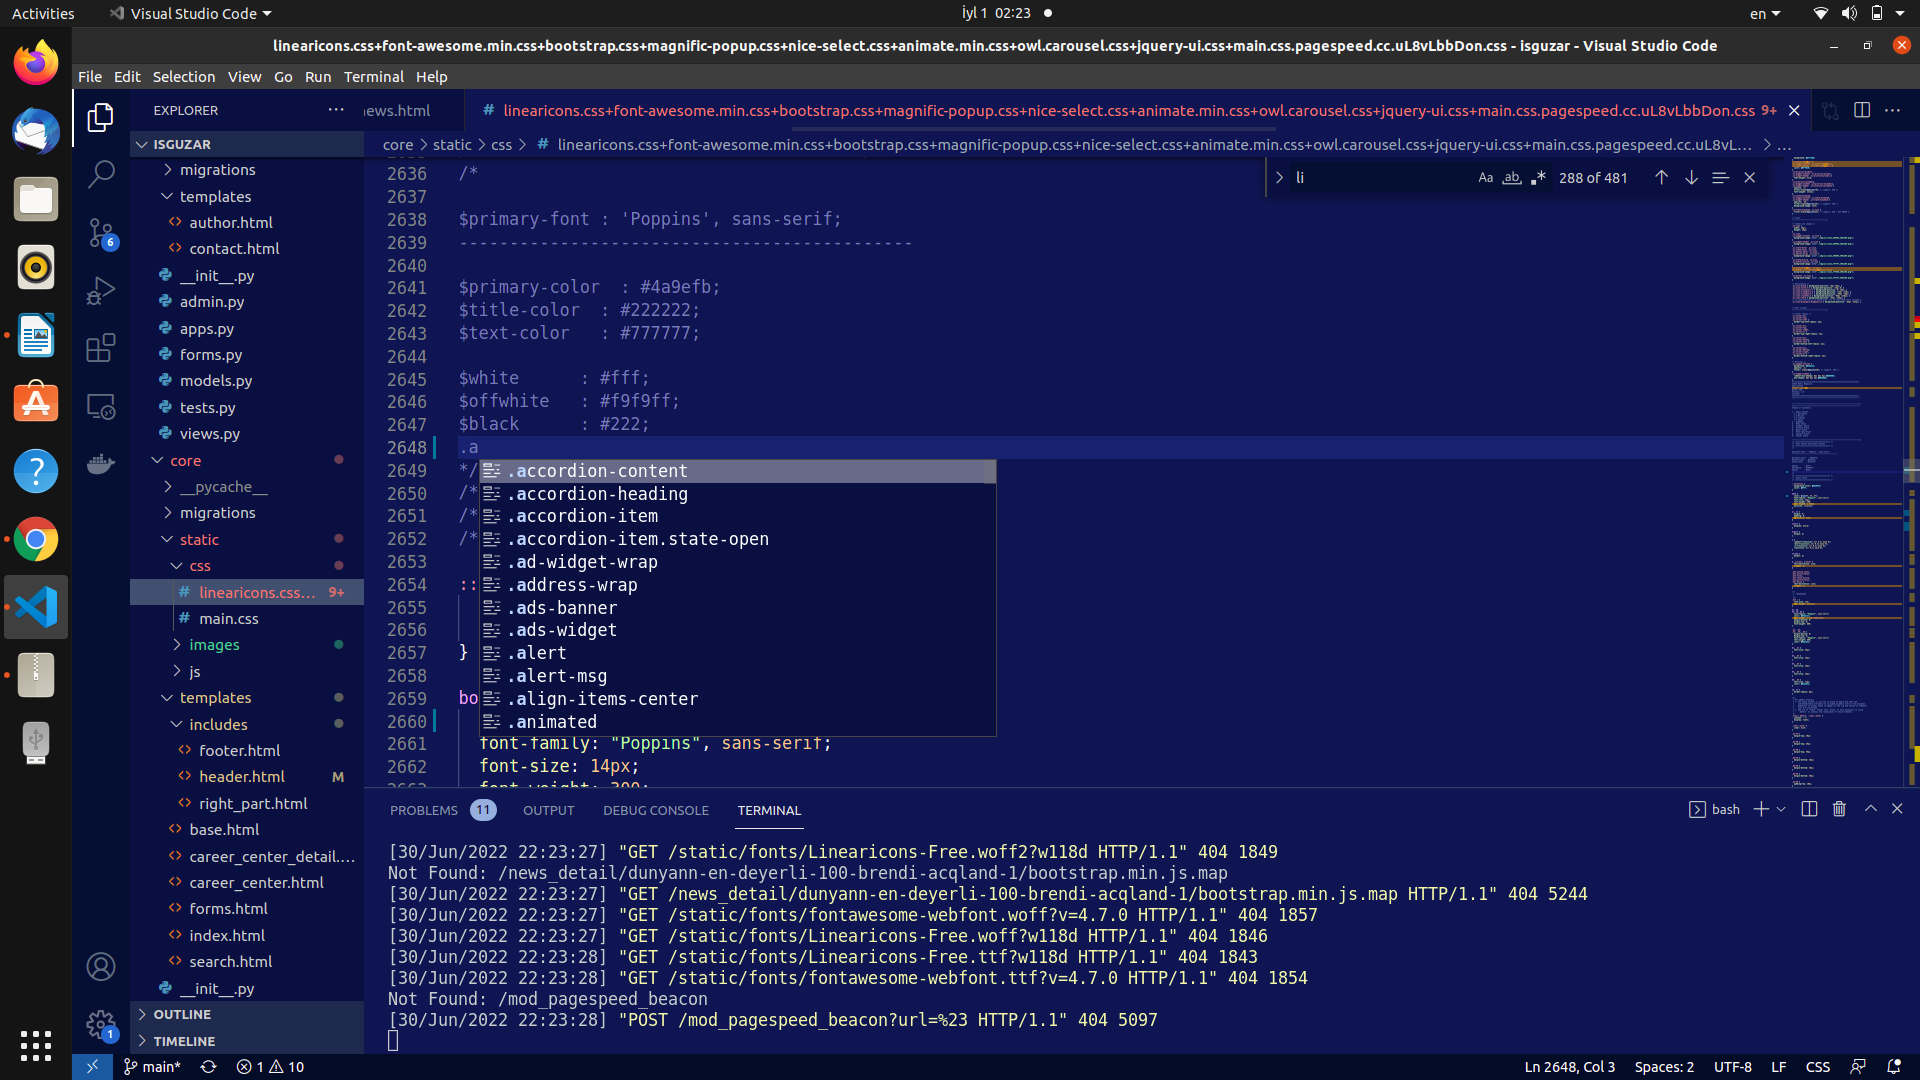 Activities
Visual Studio Code
İyl 1 02:23
en
linearicons.css+font-awesome.min.css+bootstrap.css+magnific-popup.css+nice-select.css+animate.min.css+owl.carousel.css+jquery-ui.css+main.css.pagespeed.cc.uL8vLbbDon.css - isguzar - Visual Studio Code
File Edit Selection View Go Run Terminal Help
EXPLORER
ews.html
# linearicons.css+font-awesome.min.css+bootstrap.css+magnific-popup.css+nice-select.css+animate.min.css+owl.carousel.css+jquery-ui.css+main.css.pagespeed.cc.uL8vLbbDon.css 9+
core > static > css > # linearicons.css+font-awesome.min.css+bootstrap.css+magnific-popup.css+nice-select.css+animate.min.css+owl.carousel.css+jquery-ui.css+main.css.pagespeed.cc.uL8vL... > ...
li
Aa ab .*
288 of 481
ISGUZAR
migrations
templates
author.html
contact.html
__init__.py
admin.py
apps.py
forms.py
models.py
tests.py
views.py
core
__pycache__
migrations
static
css
# linearicons.css... 9+
# main.css
images
js
templates
includes
footer.html
header.html M
right_part.html
base.html
career_center_detail....
career_center.html
forms.html
index.html
search.html
__init__.py
OUTLINE
TIMELINE
6
1
2636 /*
2637
2638 $primary-font : 'Poppins', sans-serif;
2639 ---------------------------------------------
2640
2641 $primary-color  : #4a9efb;
2642 $title-color  : #222222;
2643 $text-color   : #777777;
2644
2645 $white      : #fff;
2646 $offwhite   : #f9f9ff;
2647 $black      : #222;
2648 .a
2649 */
2650 /*
2651 /*
2652 /*
2653
2654 ::
2655
2656
2657 }
2658
2659 bo
2660
2661 font-family: "Poppins", sans-serif;
2662 font-size: 14px;
2663 font-weight: 300;
.accordion-content
.accordion-heading
.accordion-item
.accordion-item.state-open
.ad-widget-wrap
.address-wrap
.ads-banner
.ads-widget
.alert
.alert-msg
.align-items-center
.animated
PROBLEMS 11 OUTPUT DEBUG CONSOLE TERMINAL
bash
[30/Jun/2022 22:23:27] "GET /static/fonts/Linearicons-Free.woff2?w118d HTTP/1.1" 404 1849
Not Found: /news_detail/dunyann-en-deyerli-100-brendi-acqland-1/bootstrap.min.js.map
[30/Jun/2022 22:23:27] "GET /news_detail/dunyann-en-deyerli-100-brendi-acqland-1/bootstrap.min.js.map HTTP/1.1" 404 5244
[30/Jun/2022 22:23:27] "GET /static/fonts/fontawesome-webfont.woff?v=4.7.0 HTTP/1.1" 404 1857
[30/Jun/2022 22:23:27] "GET /static/fonts/Linearicons-Free.woff?w118d HTTP/1.1" 404 1846
[30/Jun/2022 22:23:28] "GET /static/fonts/Linearicons-Free.ttf?w118d HTTP/1.1" 404 1843
[30/Jun/2022 22:23:28] "GET /static/fonts/fontawesome-webfont.ttf?v=4.7.0 HTTP/1.1" 404 1854
Not Found: /mod_pagespeed_beacon
[30/Jun/2022 22:23:28] "POST /mod_pagespeed_beacon?url=%23 HTTP/1.1" 404 5097
main* 1 10
Ln 2648, Col 3 Spaces: 2 UTF-8 LF CSS